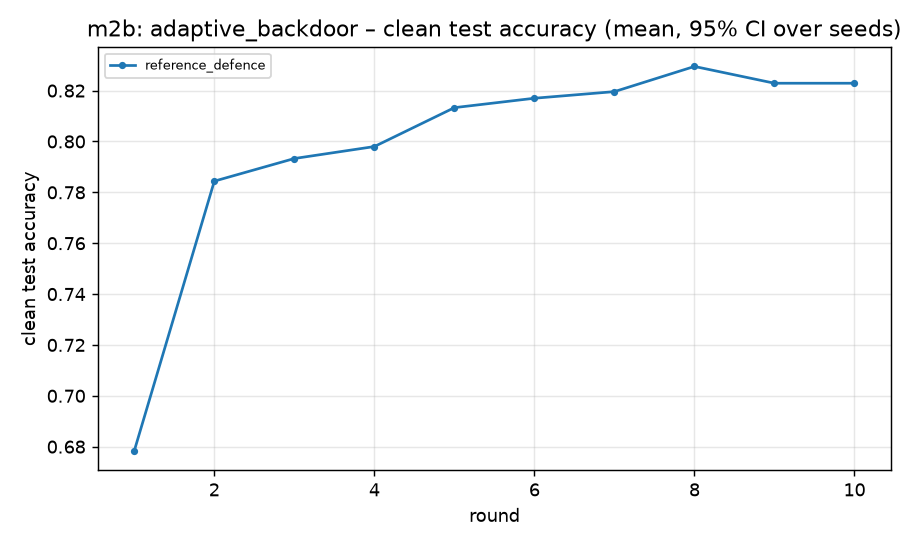 m2b: adaptive_backdoor – clean test accuracy (mean, 95% CI over seeds)
reference_defence
clean test accuracy
0.82
0.80
0.78
0.76
0.74
0.72
0.70
0.68
2 4 6 8 10
round